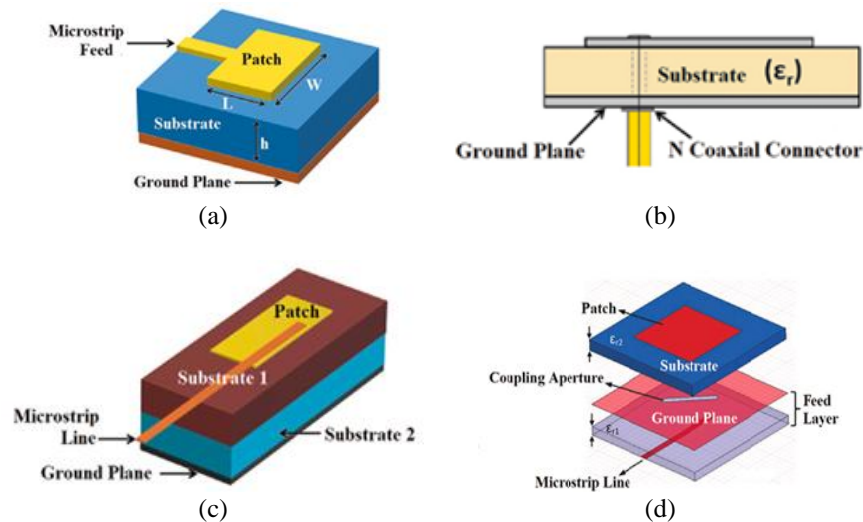 Microstrip
Feed
Patch
W
L
Substrate
h
Ground Plane
(a)
Substrate (εr)
Ground Plane
N Coaxial Connector
(b)
Patch
Substrate 1
Microstrip
Line
Substrate 2
Ground Plane
(c)
Patch
εr2
Substrate
Coupling Aperture
Ground Plane
Feed
Layer
εr1
Microstrip Line
(d)